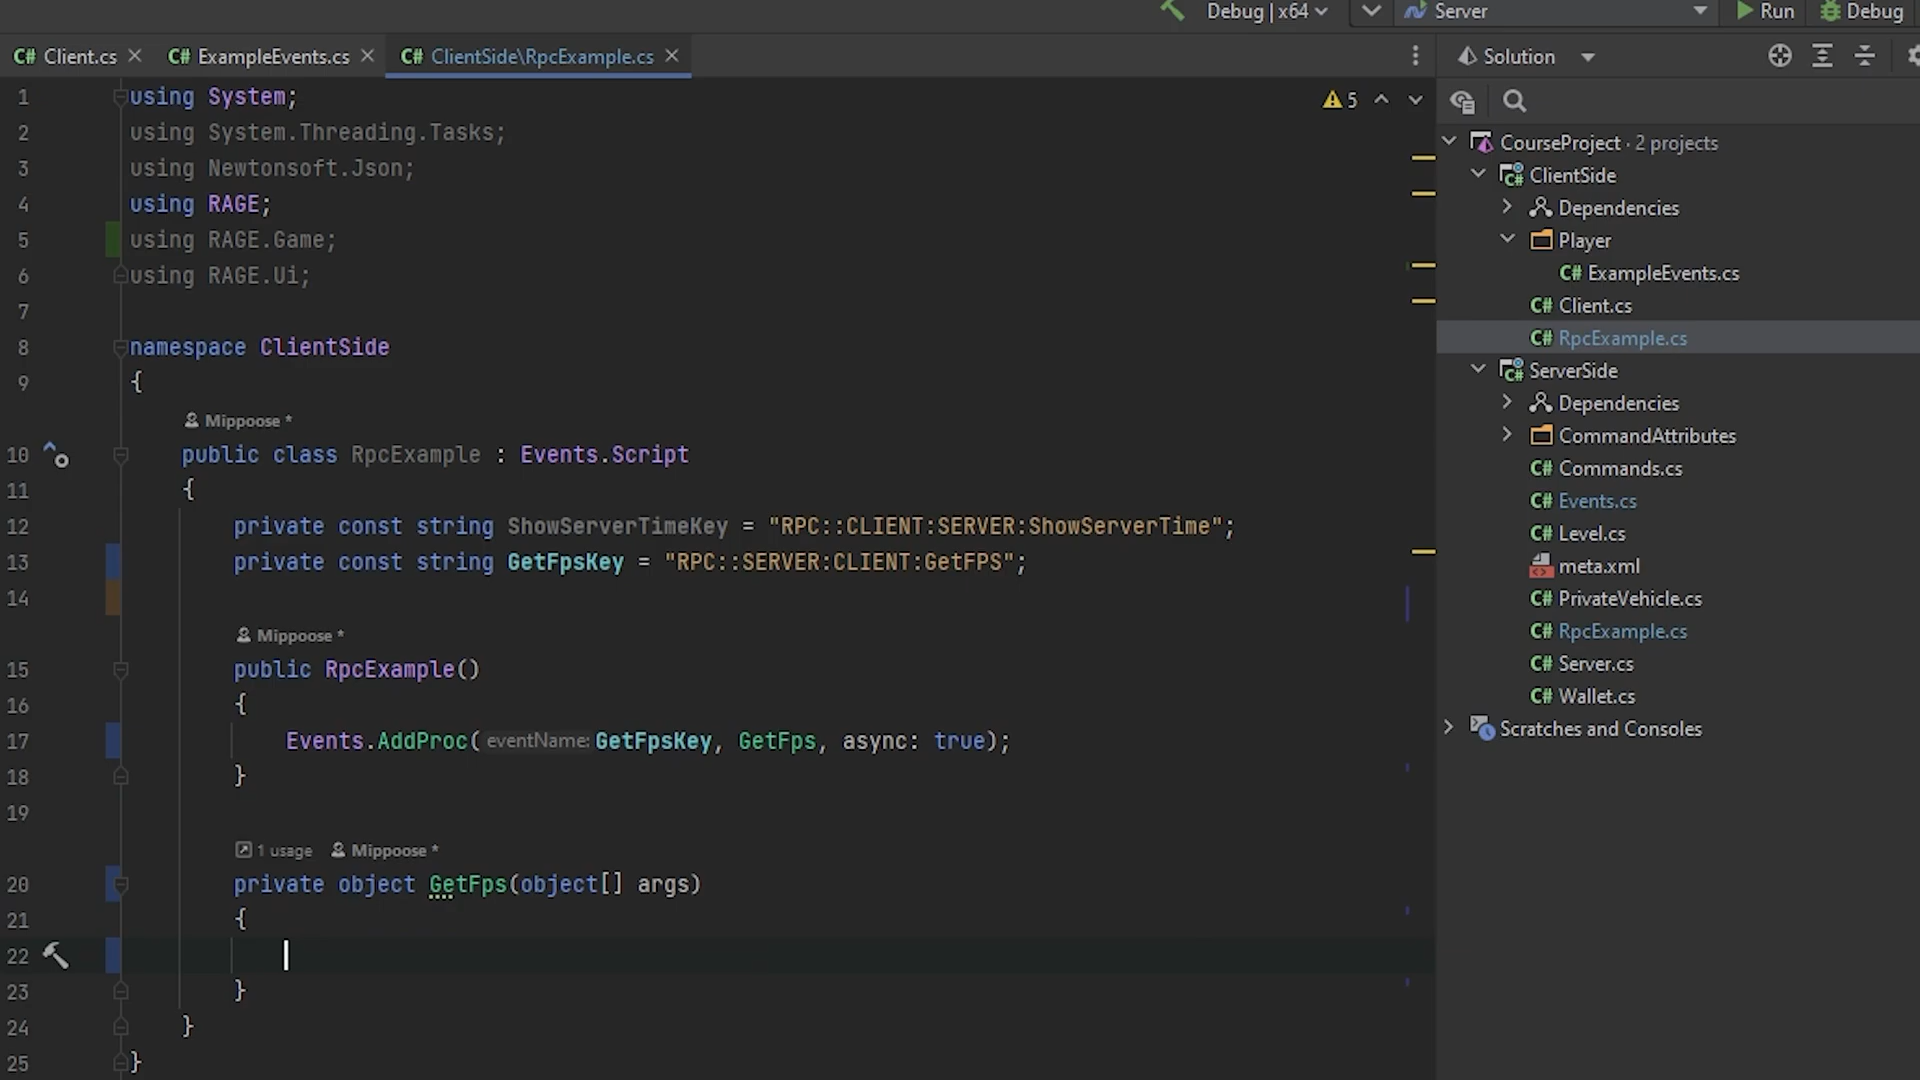 Debug | x64
Server
Run
Debug
C# Client.cs
C# ExampleEvents.cs
C# ClientSide\RpcExample.cs
Solution
5
1 using System;
2 using System.Threading.Tasks;
3 using Newtonsoft.Json;
4 using RAGE;
5 using RAGE.Game;
6 using RAGE.Ui;
7
8 namespace ClientSide
9 {
Mippoose *
10 public class RpcExample : Events.Script
11 {
12 private const string ShowServerTimeKey = "RPC::CLIENT:SERVER:ShowServerTime";
13 private const string GetFpsKey = "RPC::SERVER:CLIENT:GetFPS";
14
Mippoose *
15 public RpcExample()
16 {
17 Events.AddProc( eventName: GetFpsKey, GetFps, async: true);
18 }
19
1 usage Mippoose *
20 private object GetFps(object[] args)
21 {
22
23 }
24 }
25 }
CourseProject · 2 projects
C# ClientSide
Dependencies
Player
C# ExampleEvents.cs
C# Client.cs
C# RpcExample.cs
C# ServerSide
Dependencies
CommandAttributes
C# Commands.cs
C# Events.cs
C# Level.cs
meta.xml
C# PrivateVehicle.cs
C# RpcExample.cs
C# Server.cs
C# Wallet.cs
Scratches and Consoles